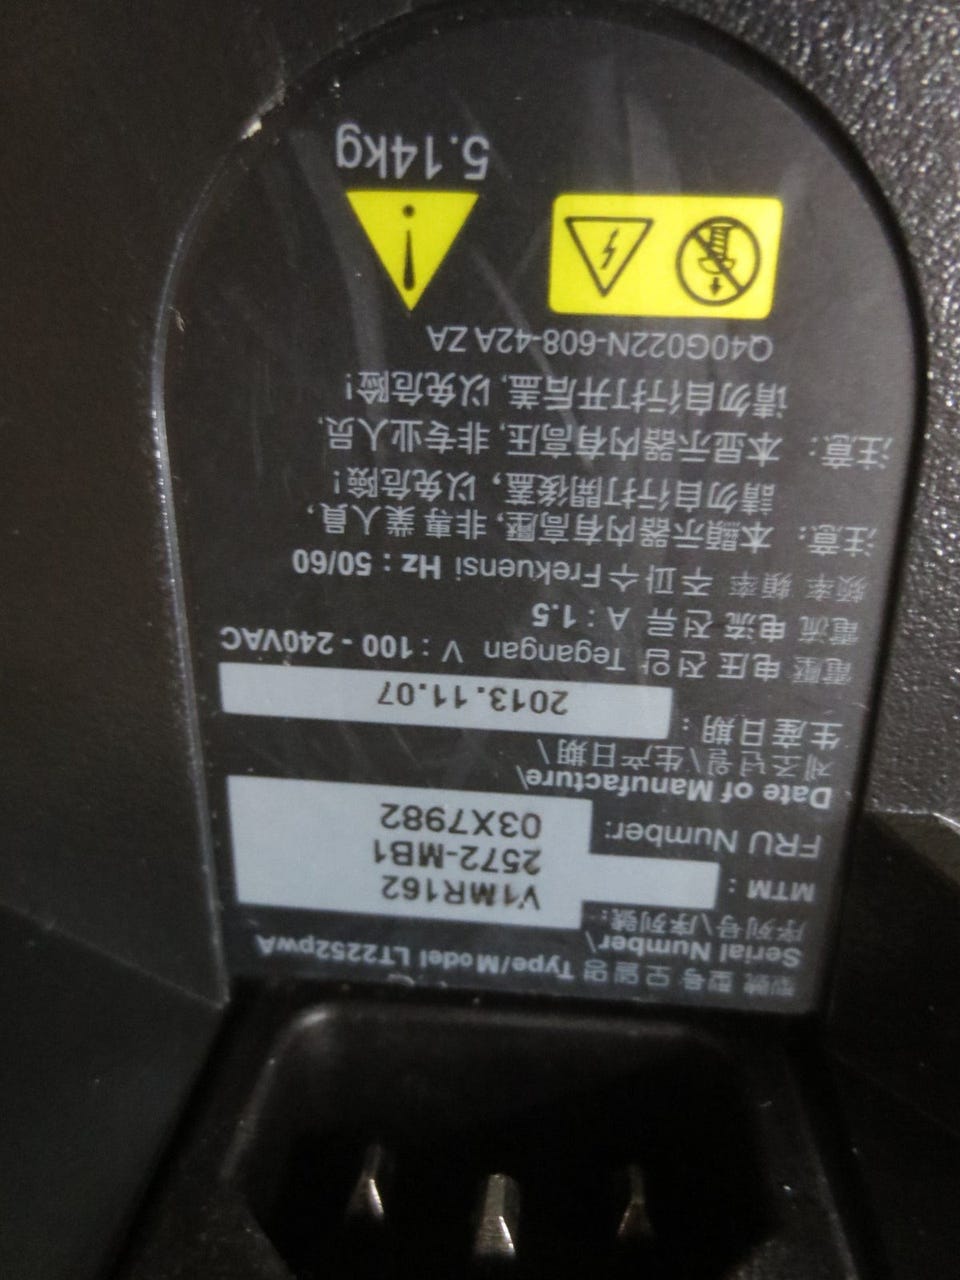 型號 型号 모델명 Type/Model LT2252pwA
Serial Number\
序列号\序列號: V1MR162
MTM : 2572-MB1
FRU Number: 03X7982
Date of Manufacture\
제조년월\生产日期\
生産日期: 2013.11.07
電壓 电压 전압 Tegangan V : 100 - 240VAC
電流 电流 전류 A : 1.5
频率 頻率 주파수 Frekuensi Hz : 50/60
注意: 本顯示器內有高壓, 非專業人員,
請勿自行打開後蓋, 以免危險!
注意: 本显示器内有高压, 非专业人员,
请勿自行打开后盖, 以免危险!
Q40G022N-608-42A ZA
5.14kg